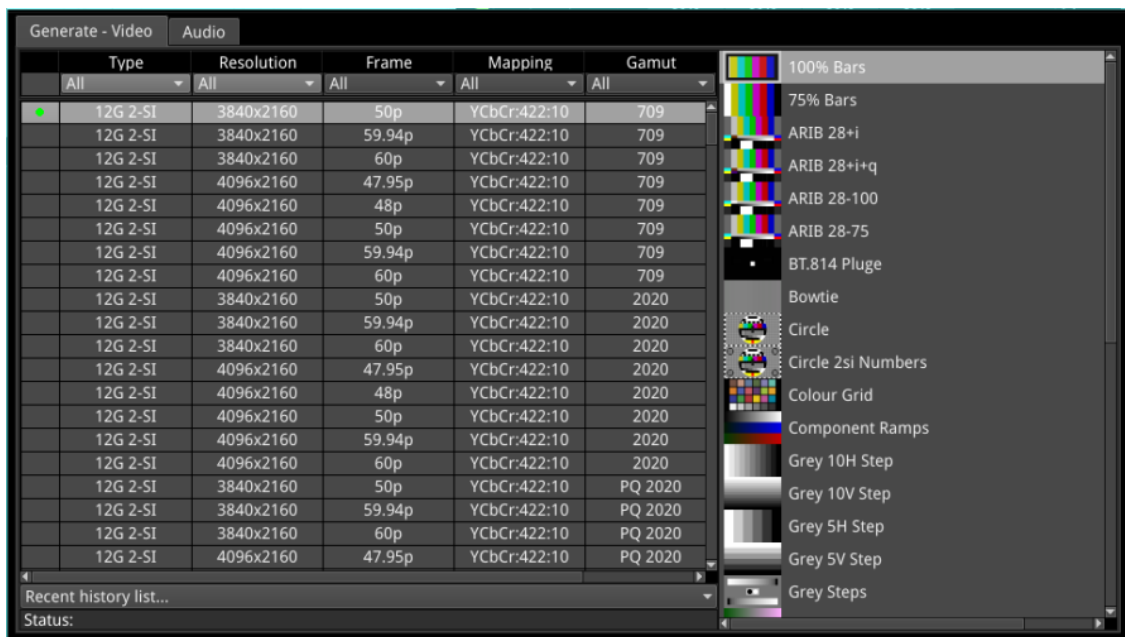 Generate - Video Audio
Type Resolution Frame Mapping Gamut
All All All All All
12G 2-SI 3840x2160 50p YCbCr:422:10 709
12G 2-SI 3840x2160 59.94p YCbCr:422:10 709
12G 2-SI 3840x2160 60p YCbCr:422:10 709
12G 2-SI 4096x2160 47.95p YCbCr:422:10 709
12G 2-SI 4096x2160 48p YCbCr:422:10 709
12G 2-SI 4096x2160 50p YCbCr:422:10 709
12G 2-SI 4096x2160 59.94p YCbCr:422:10 709
12G 2-SI 4096x2160 60p YCbCr:422:10 709
12G 2-SI 3840x2160 50p YCbCr:422:10 2020
12G 2-SI 3840x2160 59.94p YCbCr:422:10 2020
12G 2-SI 3840x2160 60p YCbCr:422:10 2020
12G 2-SI 4096x2160 47.95p YCbCr:422:10 2020
12G 2-SI 4096x2160 48p YCbCr:422:10 2020
12G 2-SI 4096x2160 50p YCbCr:422:10 2020
12G 2-SI 4096x2160 59.94p YCbCr:422:10 2020
12G 2-SI 4096x2160 60p YCbCr:422:10 2020
12G 2-SI 3840x2160 50p YCbCr:422:10 PQ 2020
12G 2-SI 3840x2160 59.94p YCbCr:422:10 PQ 2020
12G 2-SI 3840x2160 60p YCbCr:422:10 PQ 2020
12G 2-SI 4096x2160 47.95p YCbCr:422:10 PQ 2020
Recent history list...
Status:
100% Bars
75% Bars
ARIB 28+i
ARIB 28+i+q
ARIB 28-100
ARIB 28-75
BT.814 Pluge
Bowtie
Circle
Circle 2si Numbers
Colour Grid
Component Ramps
Grey 10H Step
Grey 10V Step
Grey 5H Step
Grey 5V Step
Grey Steps